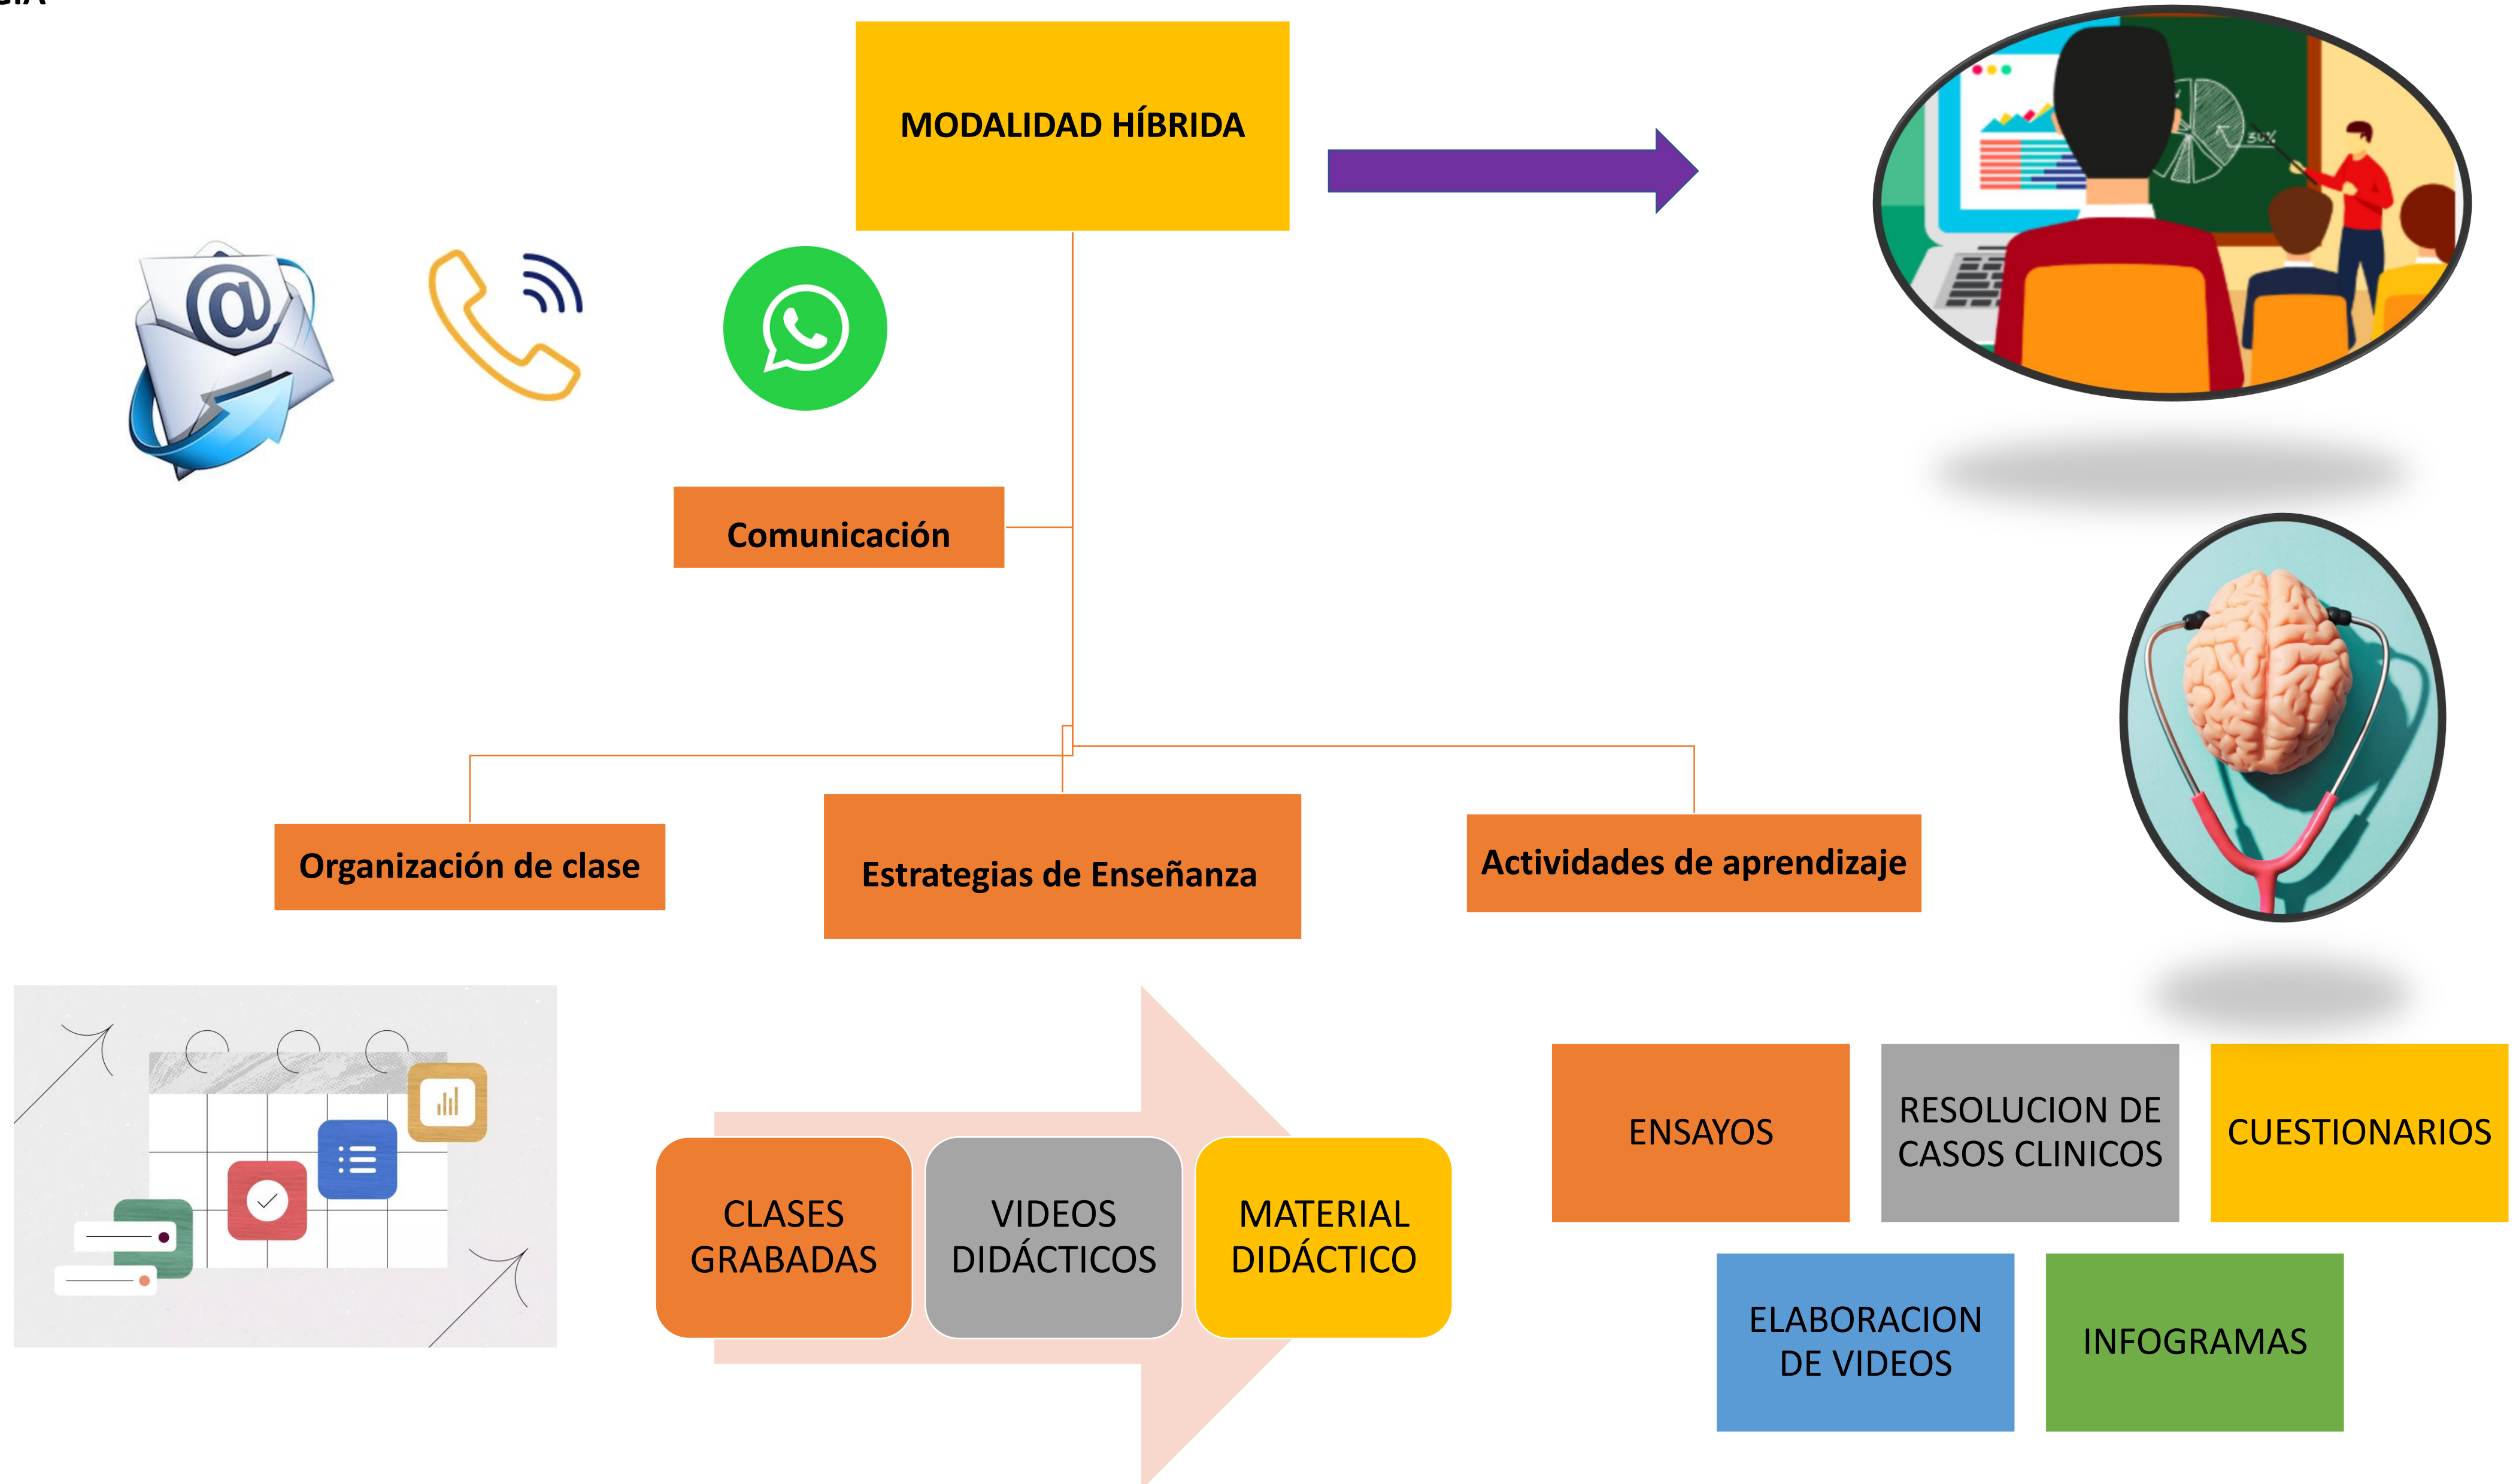 MODALIDAD HÍBRIDA
30%
@
Comunicación
Organización de clase
Estrategias de Enseñanza
Actividades de aprendizaje
CLASES
GRABADAS
VIDEOS
DIDÁCTICOS
MATERIAL
DIDÁCTICO
ENSAYOS
RESOLUCION DE
CASOS CLINICOS
CUESTIONARIOS
ELABORACION
DE VIDEOS
INFOGRAMAS